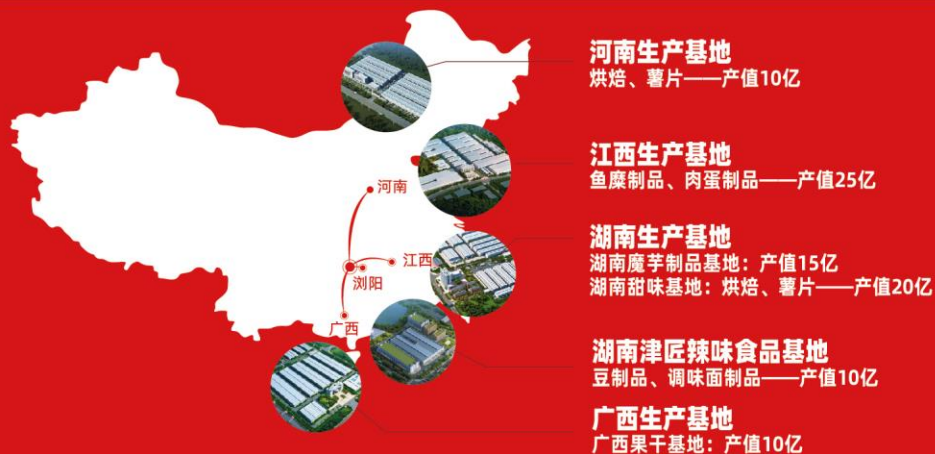 河南生产基地
烘焙、薯片——产值10亿
江西生产基地
鱼糜制品、肉蛋制品——产值25亿
河南
湖南生产基地
湖南魔芋制品基地：产值15亿
江西
浏阳
湖南甜味基地：烘焙、薯片——产值20亿
广西
湖南津匠辣味食品基地
豆制品、调味面制品——产值10亿
广西生产基地
广西果干基地：产值10亿